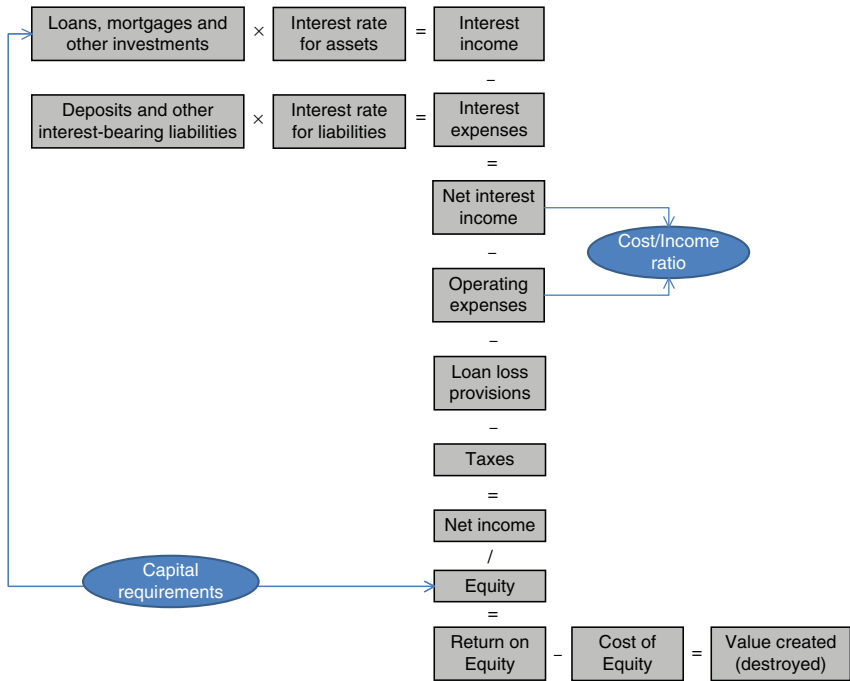 Loans, mortgages and
other investments
×
Interest rate
for assets
=
Interest
income
–
Deposits and other
interest-bearing liabilities
×
Interest rate
for liabilities
=
Interest
expenses
=
Net interest
income
Cost/Income
ratio
–
Operating
expenses
–
Loan loss
provisions
–
Taxes
=
Net income
/
Capital
requirements
Equity
=
Return on
Equity
–
Cost of
Equity
=
Value created
(destroyed)